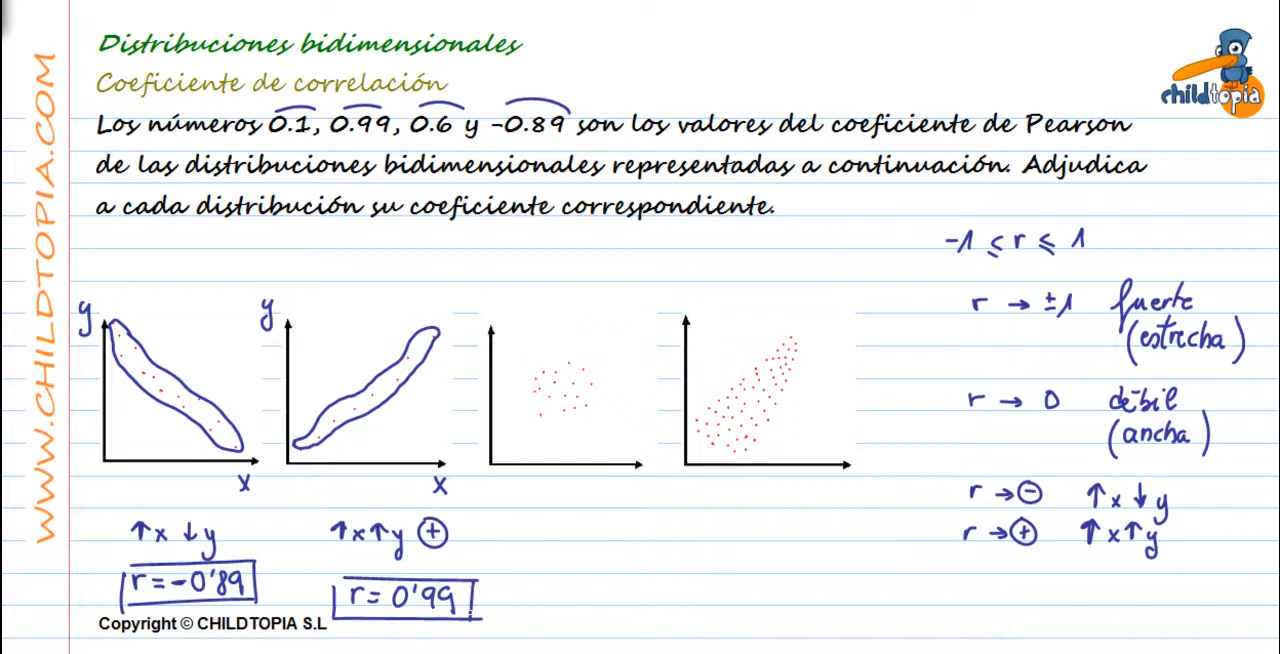 WWW.CHILDTOPIA.COM
Distribuciones bidimensionales
Coeficiente de correlación
childtopia
Los números 0.1, 0.99, 0.6 y -0.89 son los valores del coeficiente de Pearson
de las distribuciones bidimensionales representadas a continuación. Adjudica
a cada distribución su coeficiente correspondiente.
-1 ≤ r ≤ 1
r → ±1 fuerte
(estrecha)
r → 0 débil
(ancha)
r → ⊖ ↑x ↓y
r → ⊕ ↑x↑y
y
x
y
x
↑x ↓y
r = -0'89
↑x↑y ⊕
r = 0'99
Copyright © CHILDTOPIA S.L